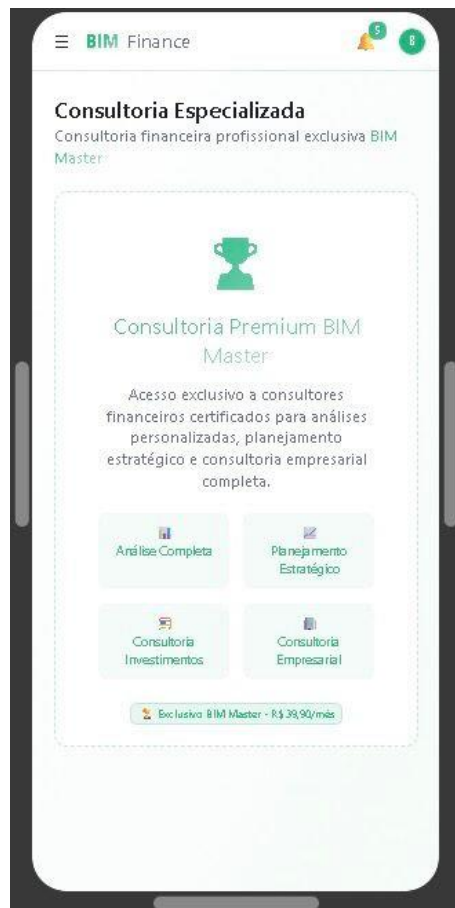 BIM Finance
5
Consultoria Especializada
Consultoria financeira profissional exclusiva BIM
Master
Consultoria Premium BIM
Master
Acesso exclusivo a consultores
financeiros certificados para análises
personalizadas, planejamento
estratégico e consultoria empresarial
completa.
Análise Completa
Planejamento
Estratégico
Consultoria
Investimentos
Consultoria
Empresarial
Exclusivo BIM Master - R$ 39,90/mês